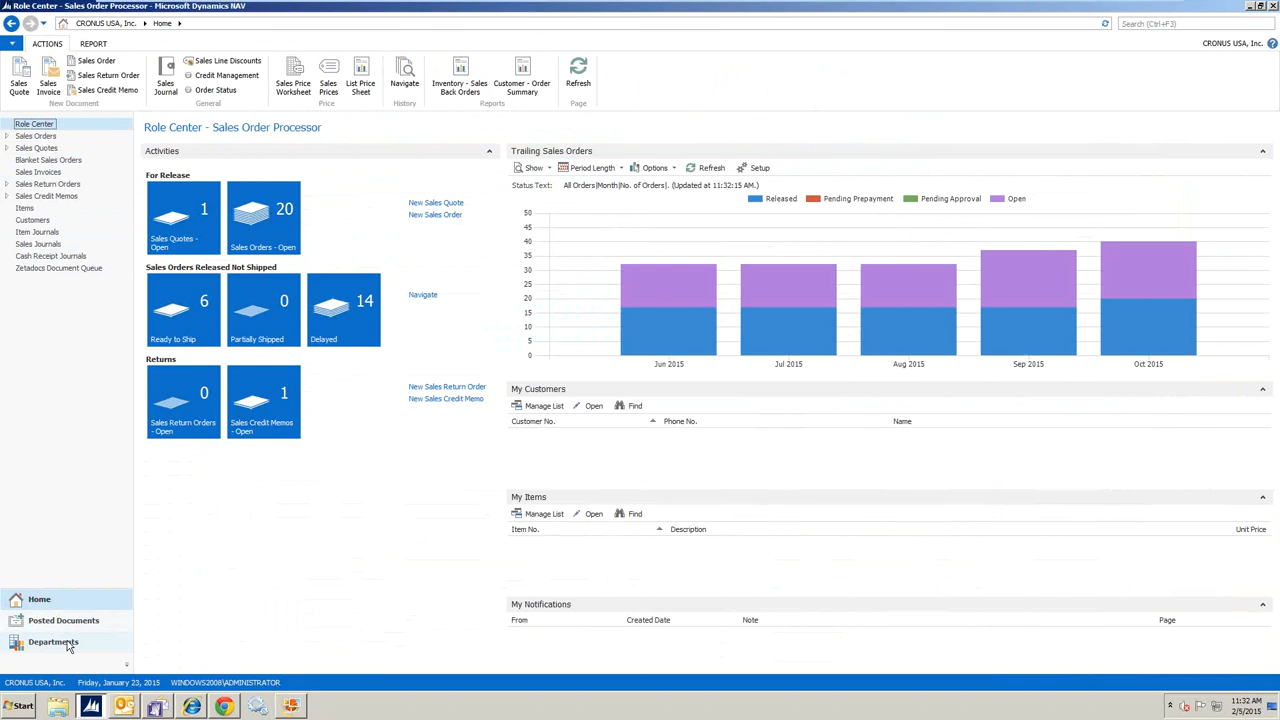 Role Center - Sales Order Processor - Microsoft Dynamics NAV
CRONUS USA, Inc.
Home
Search (Ctrl+F3)
ACTIONS
REPORT
CRONUS USA, Inc.
Sales Quote
Sales Invoice
Sales Order
Sales Return Order
Sales Credit Memo
New Document
Sales Journal
Sales Line Discounts
Credit Management
Order Status
General
Sales Price Worksheet
Sales Prices
List Price Sheet
Price
Navigate
History
Inventory - Sales Back Orders
Customer - Order Summary
Reports
Refresh
Page
Role Center
Sales Orders
Sales Quotes
Blanket Sales Orders
Sales Invoices
Sales Return Orders
Sales Credit Memos
Items
Customers
Item Journals
Sales Journals
Cash Receipt Journals
Zetadocs Document Queue
Home
Posted Documents
Departments
Role Center - Sales Order Processor
Activities
For Release
1
Sales Quotes - Open
20
Sales Orders - Open
New Sales Quote
New Sales Order
Sales Orders Released Not Shipped
6
Ready to Ship
0
Partially Shipped
14
Delayed
Navigate
Returns
0
Sales Return Orders - Open
1
Sales Credit Memos - Open
New Sales Return Order
New Sales Credit Memo
Trailing Sales Orders
Show
Period Length
Options
Refresh
Setup
Status Text:
All Orders|Month|No. of Orders|. (Updated at 11:32:15 AM.)
Released
Pending Prepayment
Pending Approval
Open
50
45
40
35
30
25
20
15
10
5
0
Jun 2015
Jul 2015
Aug 2015
Sep 2015
Oct 2015
My Customers
Manage List
Open
Find
Customer No.
Phone No.
Name
My Items
Manage List
Open
Find
Item No.
Description
Unit Price
My Notifications
From
Created Date
Note
Page
CRONUS USA, Inc.
Friday, January 23, 2015
WINDOWS2008\ADMINISTRATOR
Start
11:32 AM
2/5/2015